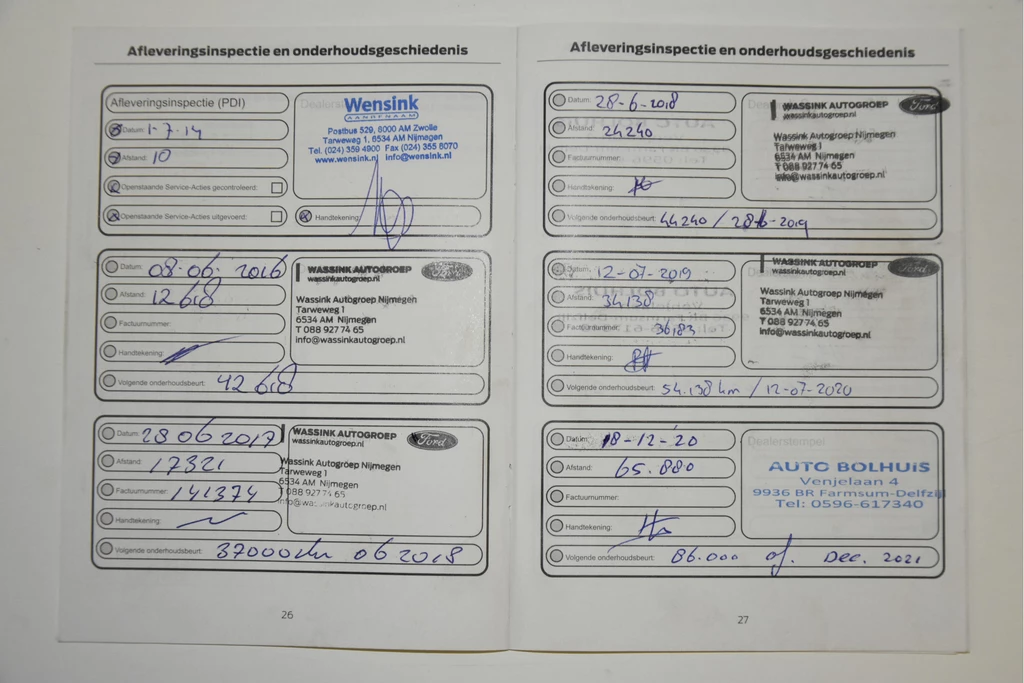 Afleveringsinspectie en onderhoudsgeschiedenis
Afleveringsinspectie (PDI)
Datum: 1-7-14
Afstand: 10
Openstaande Service-Acties gecontroleerd:
Openstaande Service-Acties uitgevoerd:
Wensink
Postbus 529, 8000 AM Zwolle
Tarweweg 1, 6534 AM Nijmegen
Tel. (024) 359 4900 Fax (024) 355 8070
www.wensink.nl info@wensink.nl
Handtekening:
Datum: 08-06-2016
Afstand: 12618
Factuurnummer:
Handtekening:
Volgende onderhoudsbeurt: 42618
WASSINK AUTOGROEP
wassinkautogroep.nl
Ford
Wassink Autogroep Nijmegen
Tarweweg 1
6534 AM Nijmegen
T 088 927 74 65
info@wassinkautogroep.nl
Datum: 28 06 2017
Afstand: 17321
Factuurnummer: 141374
Handtekening:
Volgende onderhoudsbeurt: 37000 km 06 2018
WASSINK AUTOGROEP
wassinkautogroep.nl
Ford
Wassink Autogroep Nijmegen
Tarweweg 1
6534 AM Nijmegen
T 088 927 74 65
26
Afleveringsinspectie en onderhoudsgeschiedenis
Datum: 28-6-2018
Afstand: 24240
Factuurnummer:
Handtekening:
Volgende onderhoudsbeurt: 44240 / 28-6-2019
WASSINK AUTOGROEP
wassinkautogroep.nl
Ford
Wassink Autogroep Nijmegen
Tarweweg 1
6534 AM Nijmegen
T 088 927 74 65
info@wassinkautogroep.nl
Datum: 12-07-2019
Afstand: 34138
Factuurnummer: 36183
Handtekening:
Volgende onderhoudsbeurt: 54.138 km / 12-07-2020
WASSINK AUTOGROEP
wassinkautogroep.nl
Ford
Wassink Autogroep Nijmegen
Tarweweg 1
6534 AM Nijmegen
T 088 927 74 65
info@wassinkautogroep.nl
Datum: 18-12-20
Afstand: 65.880
Factuurnummer:
Handtekening:
Volgende onderhoudsbeurt: 86.000 of. Dec. 2021
Dealerstempel
AUTO BOLHUIS
Venjelaan 4
9936 BR Farmsum-Delfzijl
Tel: 0596-617340
27